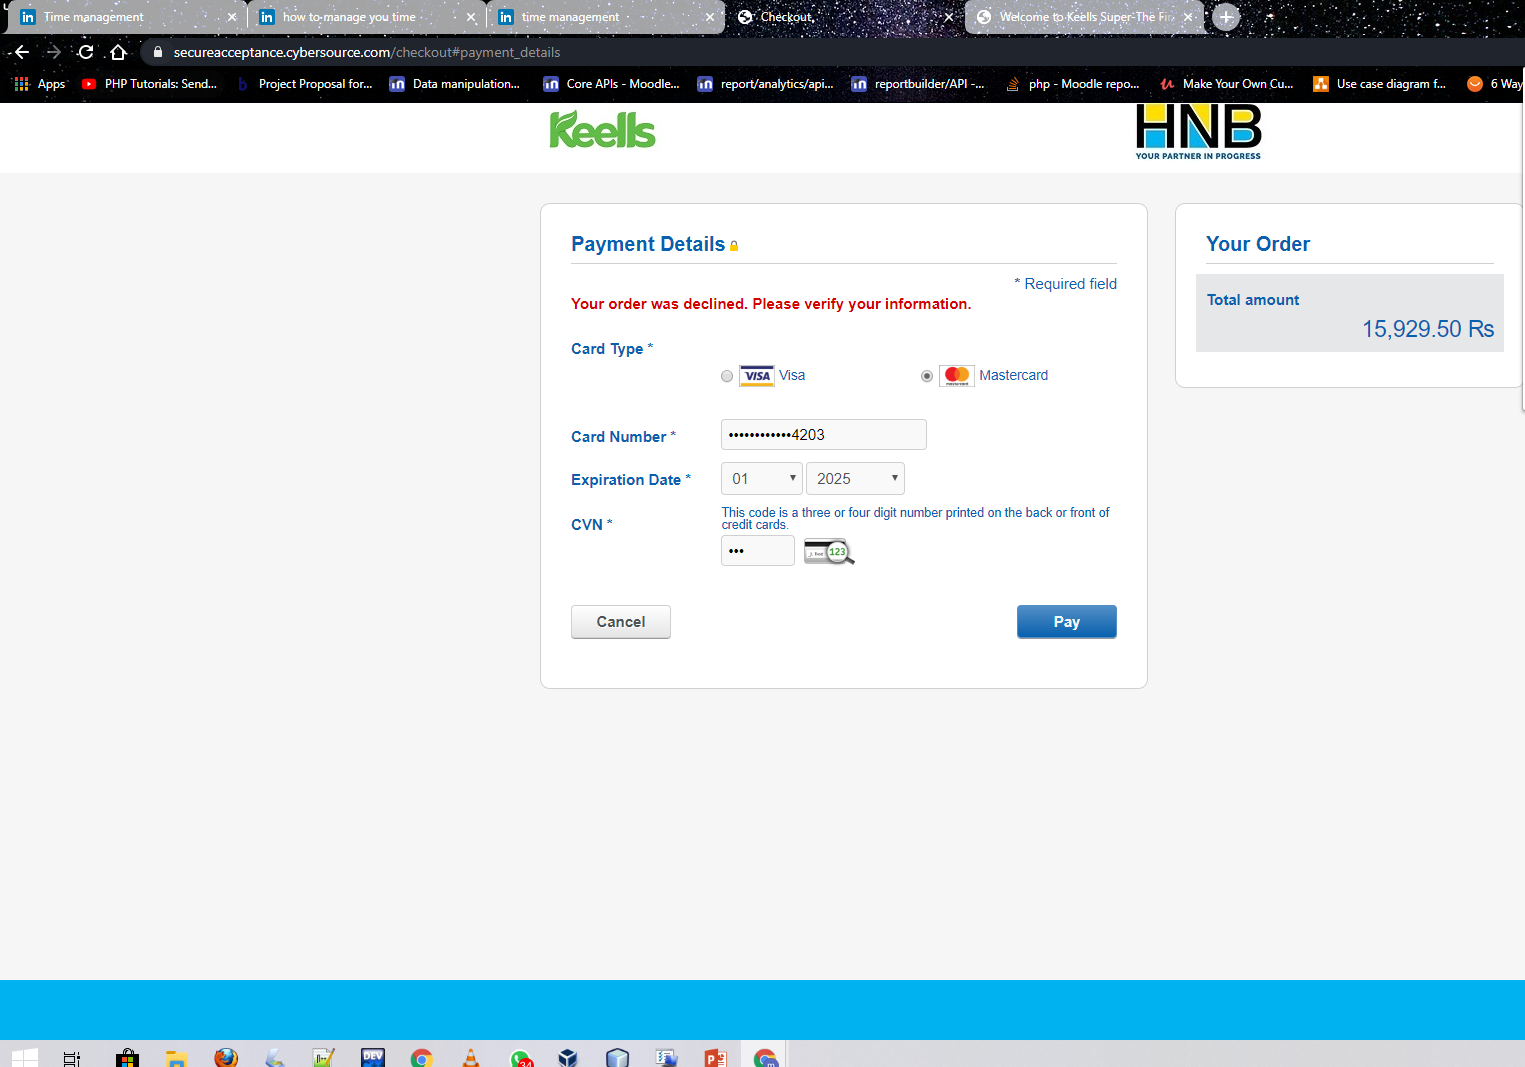 Time management
how to manage you time
time management
Checkout
Welcome to Keells Super-The Fir
secureacceptance.cybersource.com/checkout#payment_details
Apps
PHP Tutorials: Send...
Project Proposal for...
Data manipulation...
Core APIs - Moodle...
report/analytics/api...
reportbuilder/API -...
php - Moodle repo...
Make Your Own Cu...
Use case diagram f...
6 Way
Keells
HNB
YOUR PARTNER IN PROGRESS
Payment Details
* Required field
Your order was declined. Please verify your information.
Card Type *
VISA Visa
Mastercard
Card Number *
••••••••••••4203
Expiration Date *
01
2025
This code is a three or four digit number printed on the back or front of
credit cards.
CVN *
•••
123
Cancel
Pay
Your Order
Total amount
15,929.50 Rs
DEV
34
P